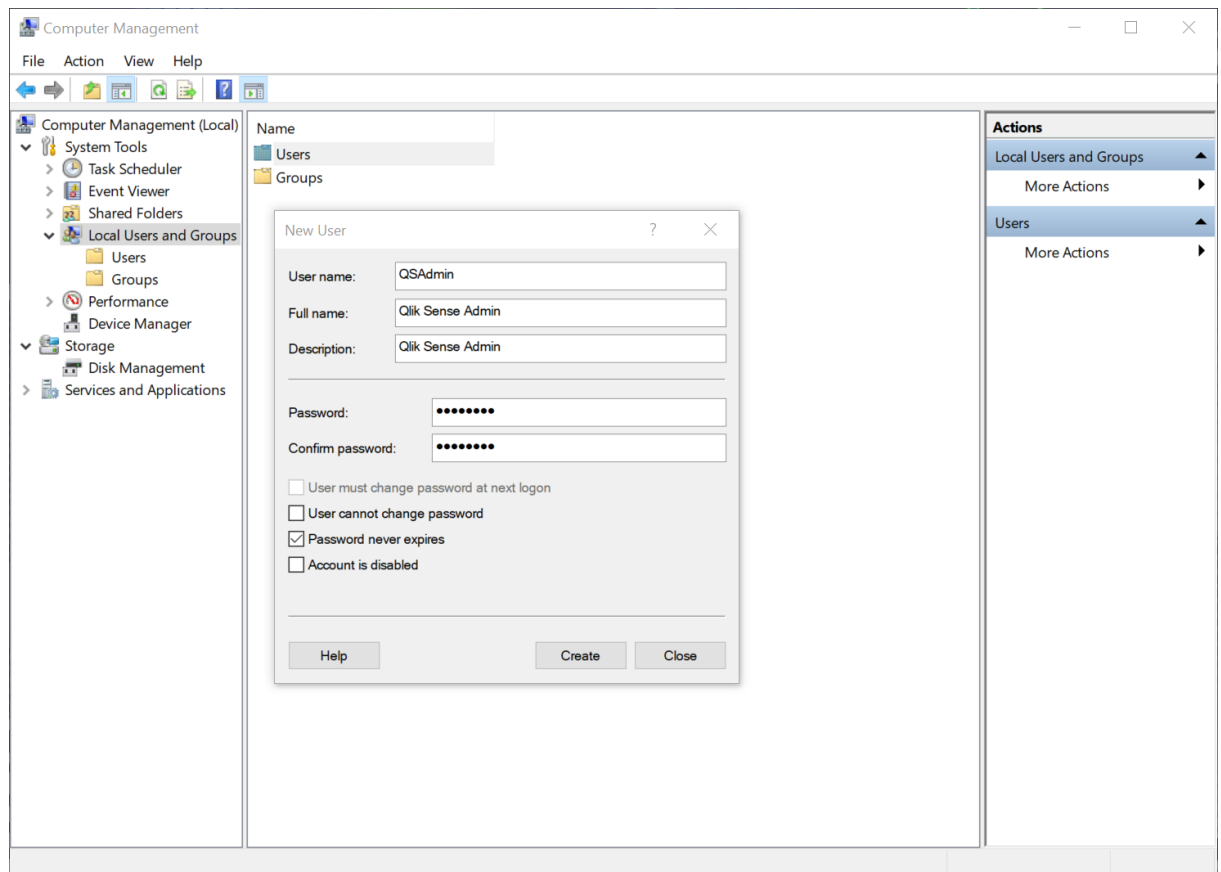 Computer Management
File Action View Help
Computer Management (Local)
System Tools
Task Scheduler
Event Viewer
Shared Folders
Local Users and Groups
Users
Groups
Performance
Device Manager
Storage
Disk Management
Services and Applications
Name
Users
Groups
New User
User name: QSAdmin
Full name: Qlik Sense Admin
Description: Qlik Sense Admin
Password: ●●●●●●●●
Confirm password: ●●●●●●●●
User must change password at next logon
User cannot change password
Password never expires
Account is disabled
Help Create Close
Actions
Local Users and Groups
More Actions
Users
More Actions